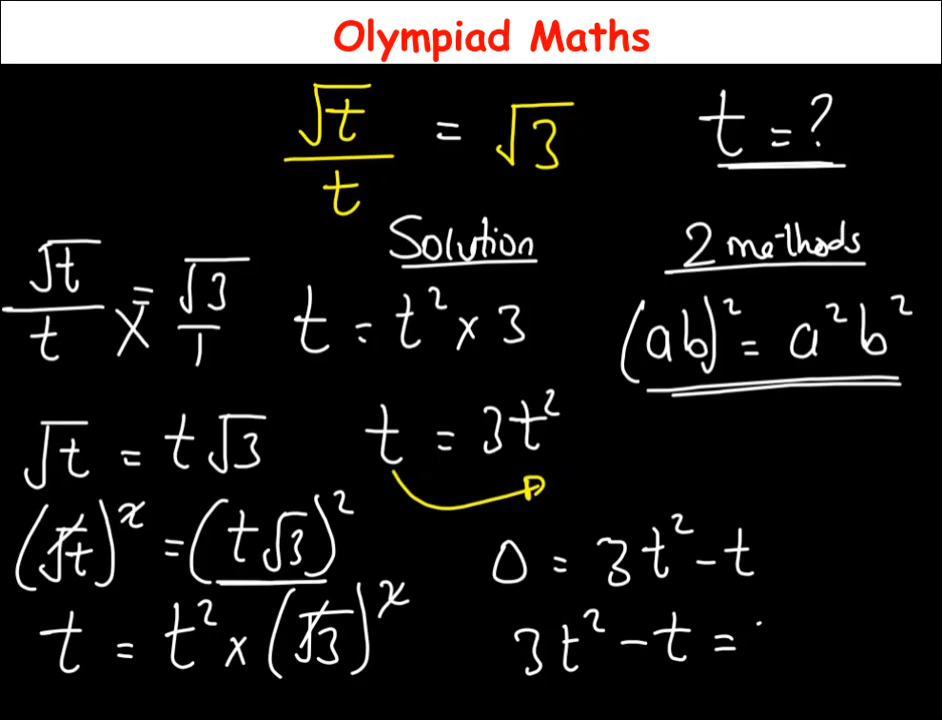 Olympiad Maths
√t / t = √3
t = ?
Solution
2 methods
√t / t = √3 / 1
t = t² × 3
(ab)² = a²b²
√t = t√3
t = 3t²
(√t)² = (t√3)²
0 = 3t² - t
t = t² × (√3)²
3t² - t =